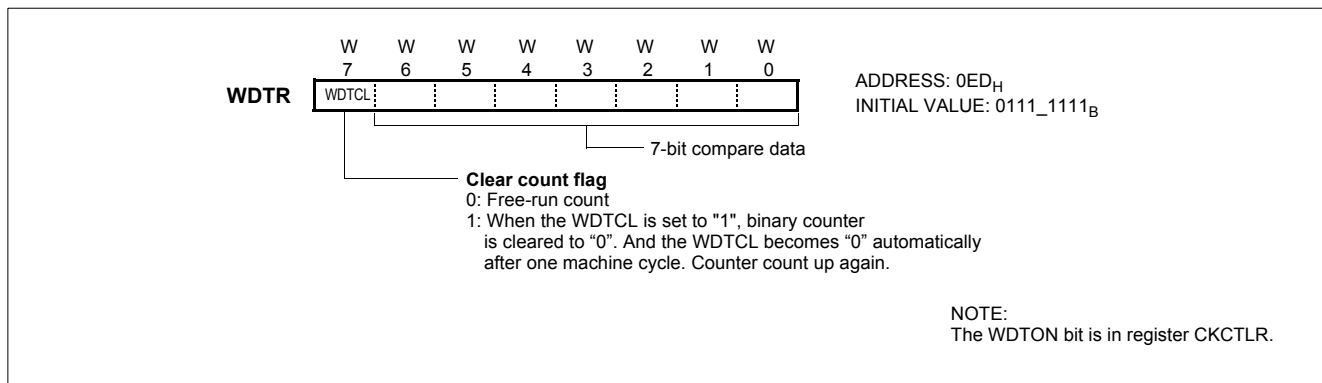 W W W W W W W W
7 6 5 4 3 2 1 0
WDTR WDTCL
ADDRESS: 0EDH
INITIAL VALUE: 0111_1111B
7-bit compare data
Clear count flag
0: Free-run count
1: When the WDTCL is set to "1", binary counter
is cleared to “0”. And the WDTCL becomes “0” automatically
after one machine cycle. Counter count up again.
NOTE:
The WDTON bit is in register CKCTLR.